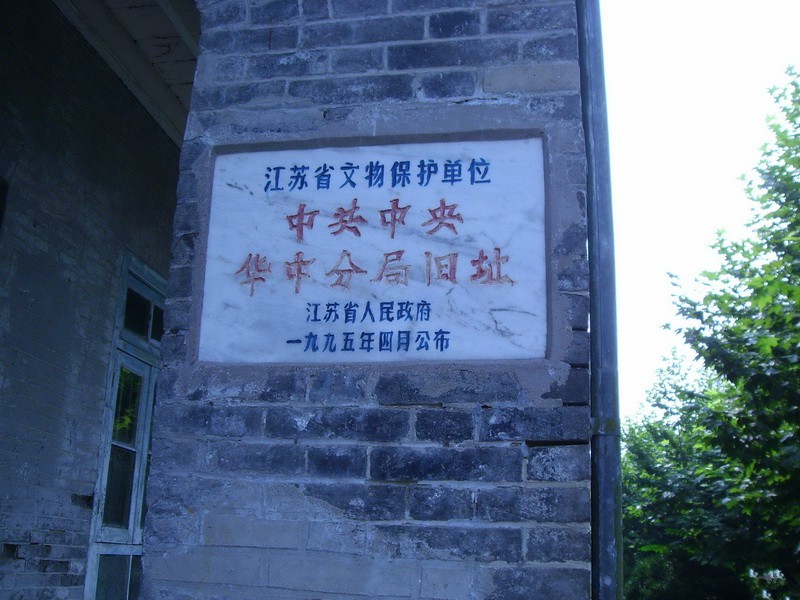 江苏省文物保护单位
中共中央
华中分局旧址
江苏省人民政府
一九九五年四月公布